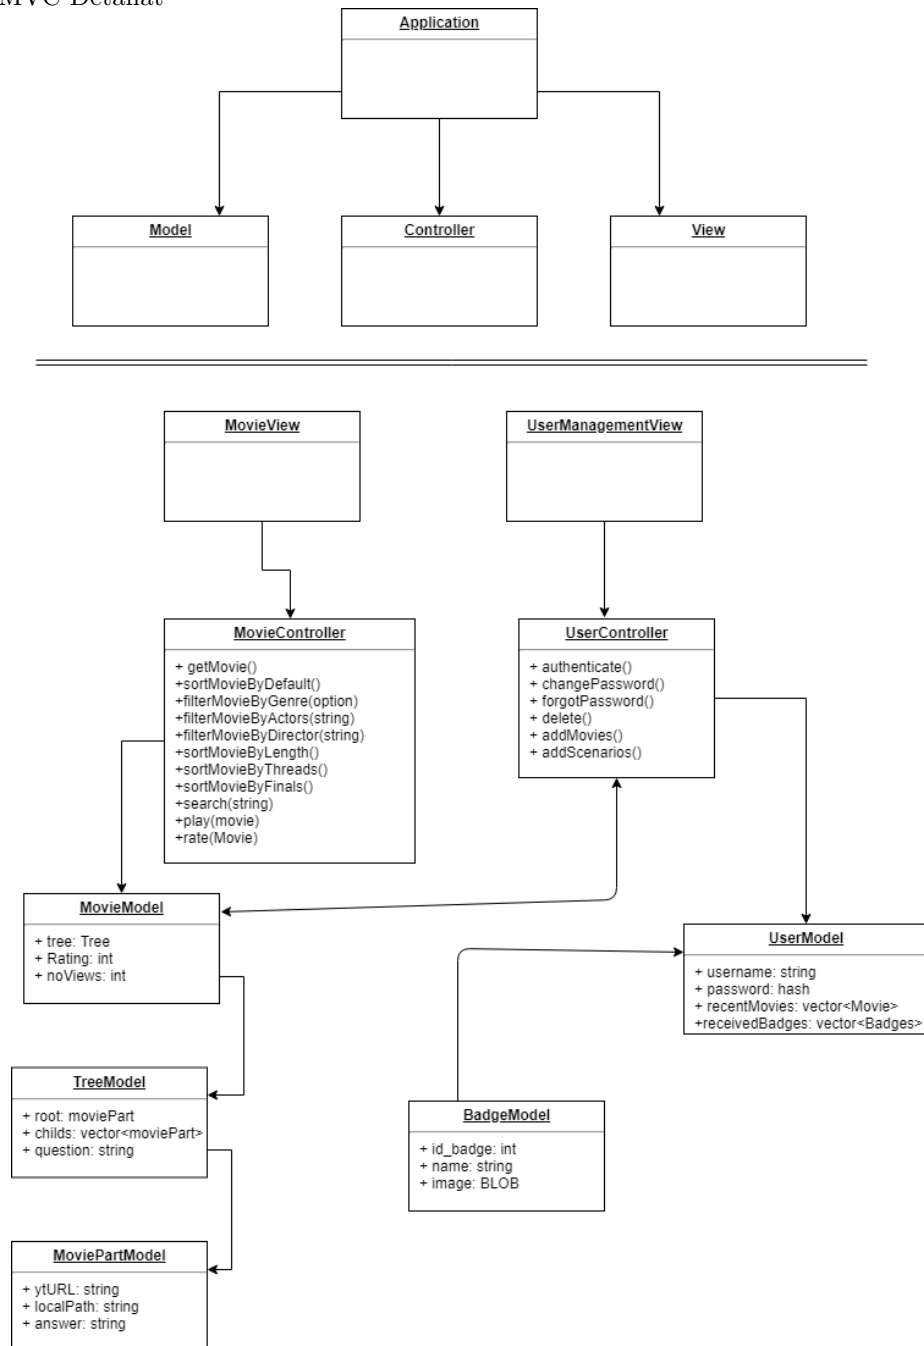 MVC Detaliat
Application
Model
Controller
View
MovieView
UserManagementView
MovieController
+ getMovie()
+sortMovieByDefault()
+filterMovieByGenre(option)
+filterMovieByActors(string)
+filterMovieByDirector(string)
+sortMovieByLength()
+sortMovieByThreads()
+sortMovieByFinals()
+search(string)
+play(movie)
+rate(Movie)
UserController
+ authenticate()
+ changePassword()
+ forgotPassword()
+ delete()
+ addMovies()
+ addScenarios()
MovieModel
+ tree: Tree
+ Rating: int
+ noViews: int
UserModel
+ username: string
+ password: hash
+ recentMovies: vector<Movie>
+receivedBadges: vector<Badges>
TreeModel
+ root: moviePart
+ childs: vector<moviePart>
+ question: string
BadgeModel
+ id_badge: int
+ name: string
+ image: BLOB
MoviePartModel
+ ytURL: string
+ localPath: string
+ answer: string